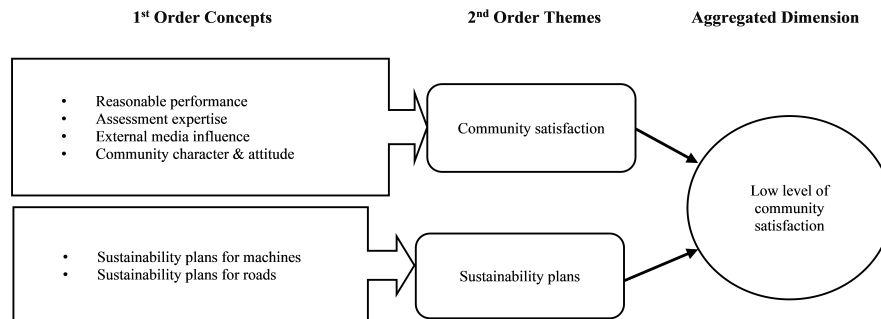 1st Order Concepts
2nd Order Themes
Aggregated Dimension
• Reasonable performance
• Assessment expertise
• External media influence
• Community character & attitude
Community satisfaction
• Sustainability plans for machines
• Sustainability plans for roads
Sustainability plans
Low level of
community
satisfaction